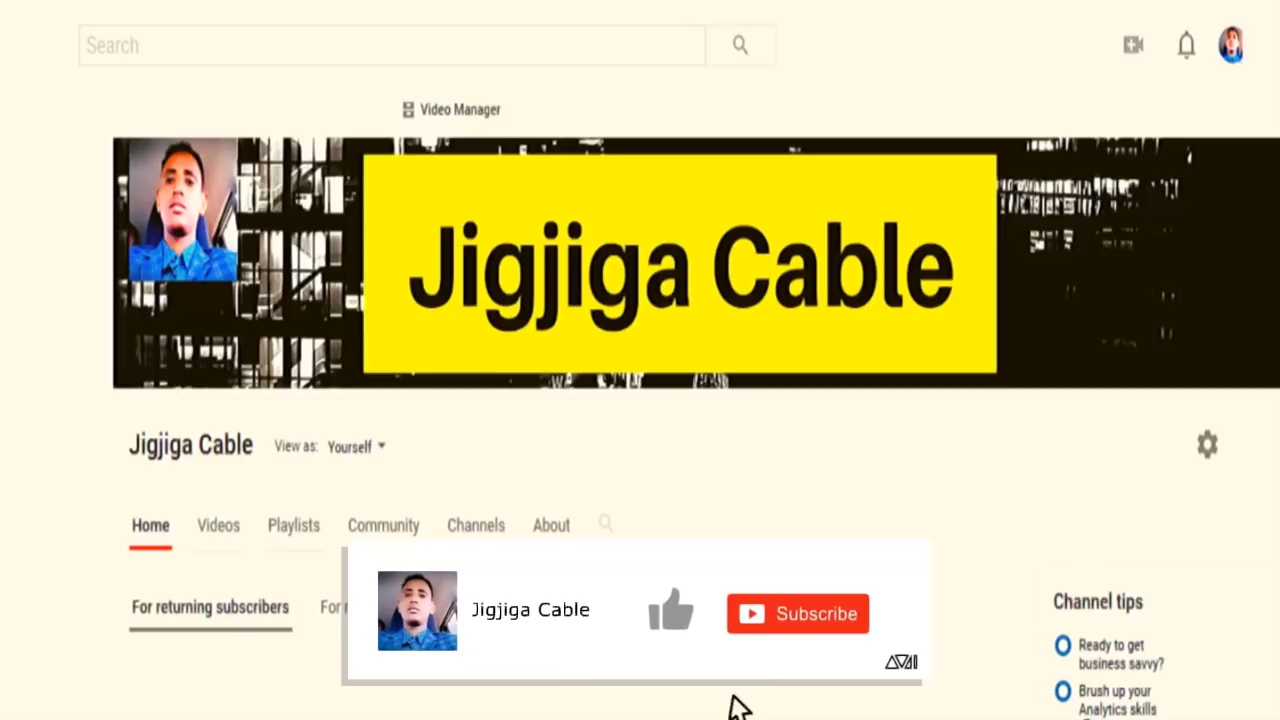 Search
Video Manager
Jigjiga Cable
Jigjiga Cable
View as: Yourself
Home Videos Playlists Community Channels About
For returning subscribers For
Jigjiga Cable
Subscribe
Channel tips
Ready to get
business savvy?
Brush up your
Analytics skills